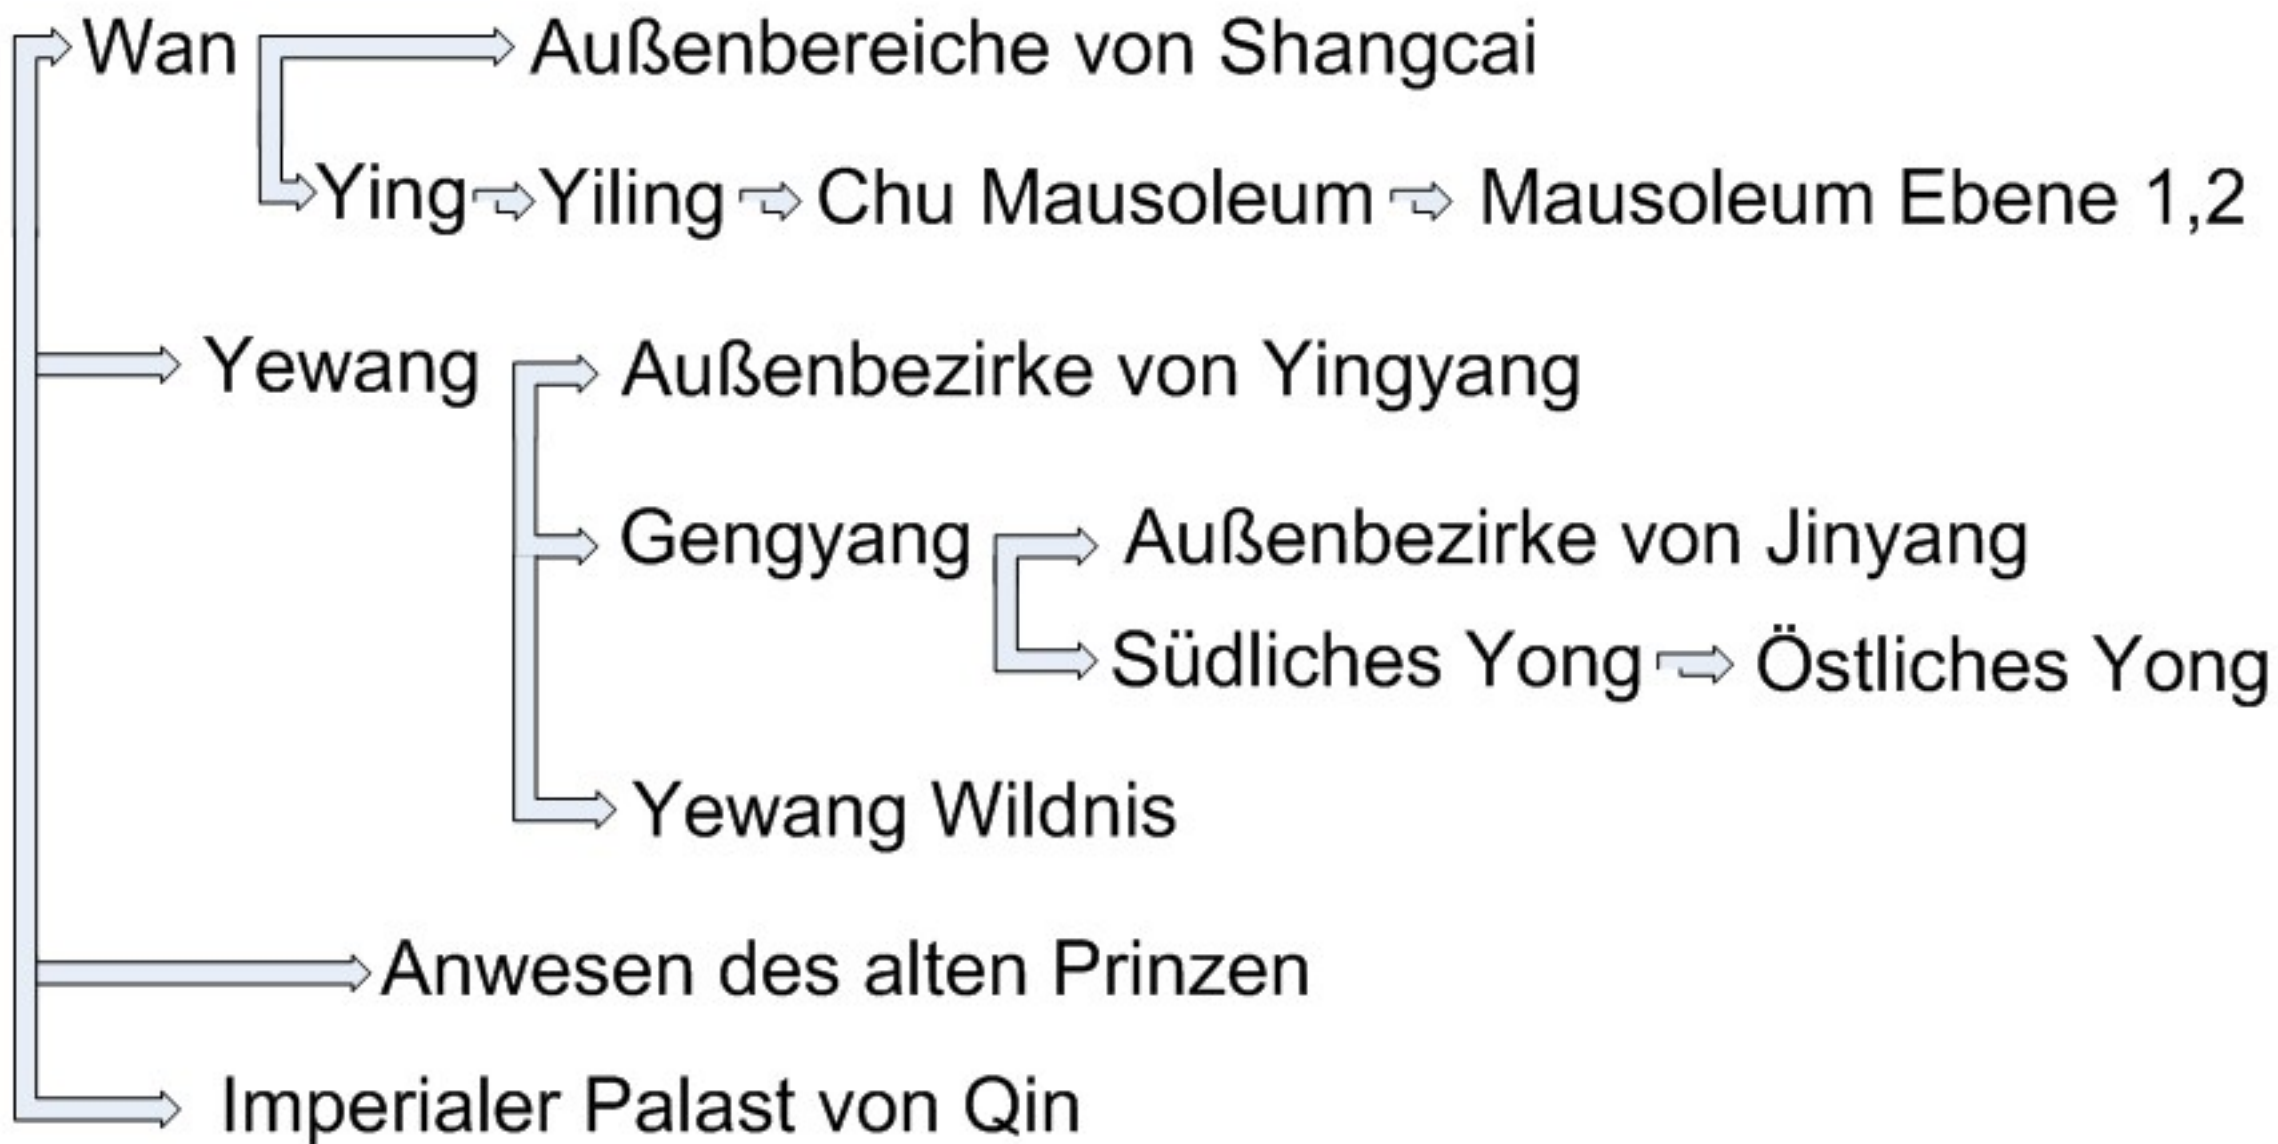 Wan Außenbereiche von Shangcai
Ying Yiling Chu Mausoleum Mausoleum Ebene 1,2
Yewang Außenbezirke von Yingyang
Gengyang Außenbezirke von Jinyang
Südliches Yong Östliches Yong
Yewang Wildnis
Anwesen des alten Prinzen
Imperialer Palast von Qin